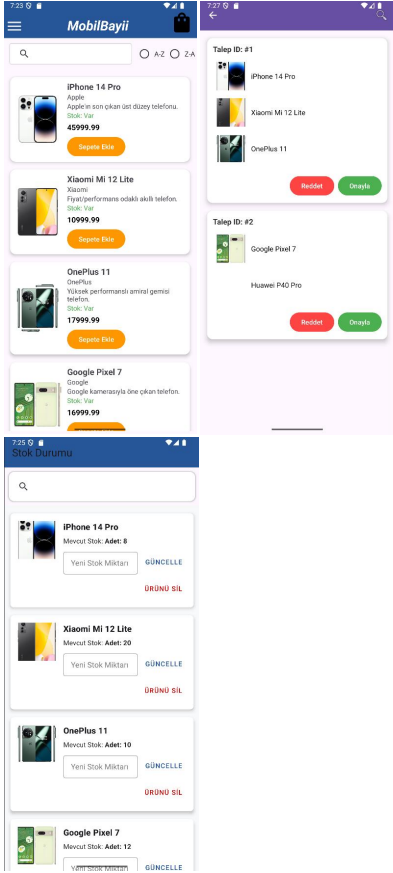 7:23
MobilBayii
A-Z
Z-A
iPhone 14 Pro
Apple
Apple'ın son çıkan üst düzey telefonu.
Stok: Var
45999.99
Sepete Ekle
Xiaomi Mi 12 Lite
Xiaomi
Fiyat/performans odaklı akıllı telefon.
Stok: Var
10999.99
Sepete Ekle
OnePlus 11
OnePlus
Yüksek performanslı amiral gemisi
telefon.
Stok: Var
17999.99
Sepete Ekle
Google Pixel 7
Google
Google kamerasıyla öne çıkan telefon.
Stok: Var
16999.99
7:27
Talep ID: #1
iPhone 14 Pro
Xiaomi Mi 12 Lite
OnePlus 11
Reddet
Onayla
Talep ID: #2
Google Pixel 7
Huawei P40 Pro
Reddet
Onayla
7:25
Stok Durumu
iPhone 14 Pro
Mevcut Stok: Adet: 8
Yeni Stok Miktarı
GÜNCELLE
ÜRÜNÜ SİL
Xiaomi Mi 12 Lite
Mevcut Stok: Adet: 20
Yeni Stok Miktarı
GÜNCELLE
ÜRÜNÜ SİL
OnePlus 11
Mevcut Stok: Adet: 10
Yeni Stok Miktarı
GÜNCELLE
ÜRÜNÜ SİL
Google Pixel 7
Mevcut Stok: Adet: 12
Yeni Stok Miktarı
GÜNCELLE